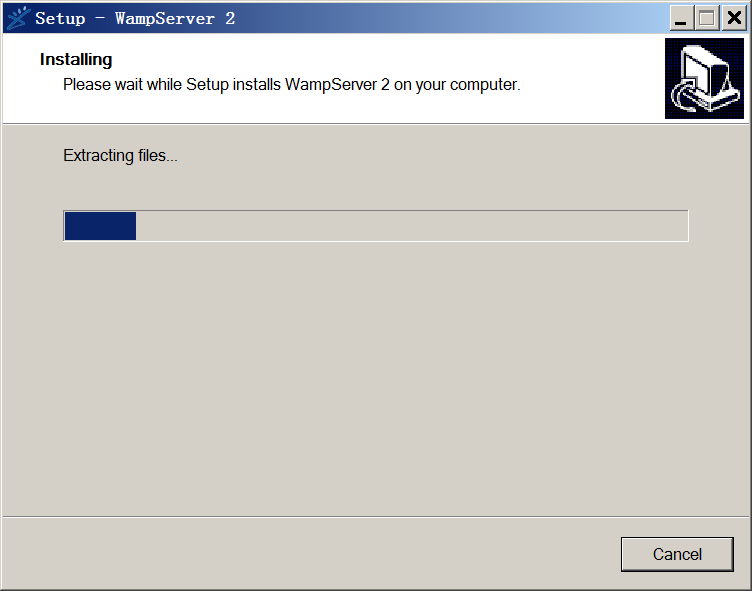 Setup - WampServer 2
Installing
Please wait while Setup installs WampServer 2 on your computer.
Extracting files...
Cancel